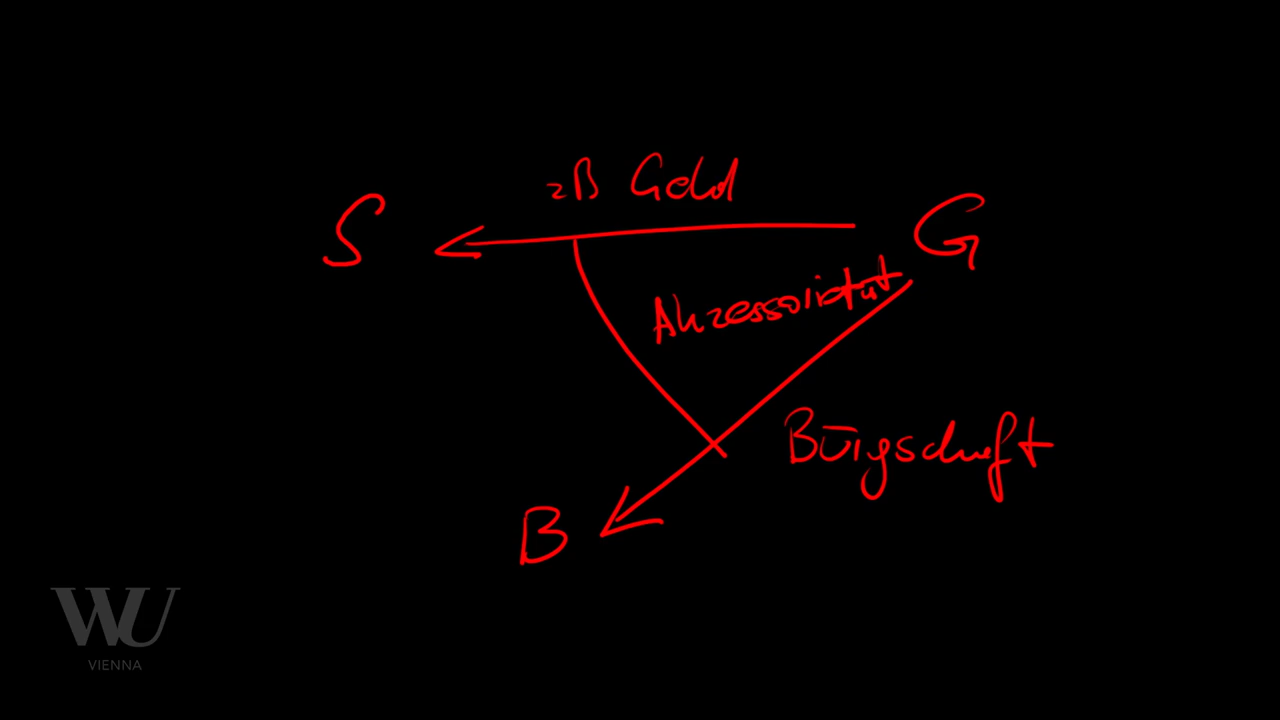 zB Geld
S
G
Akzessorietät
Bürgschaft
B
WU
VIENNA